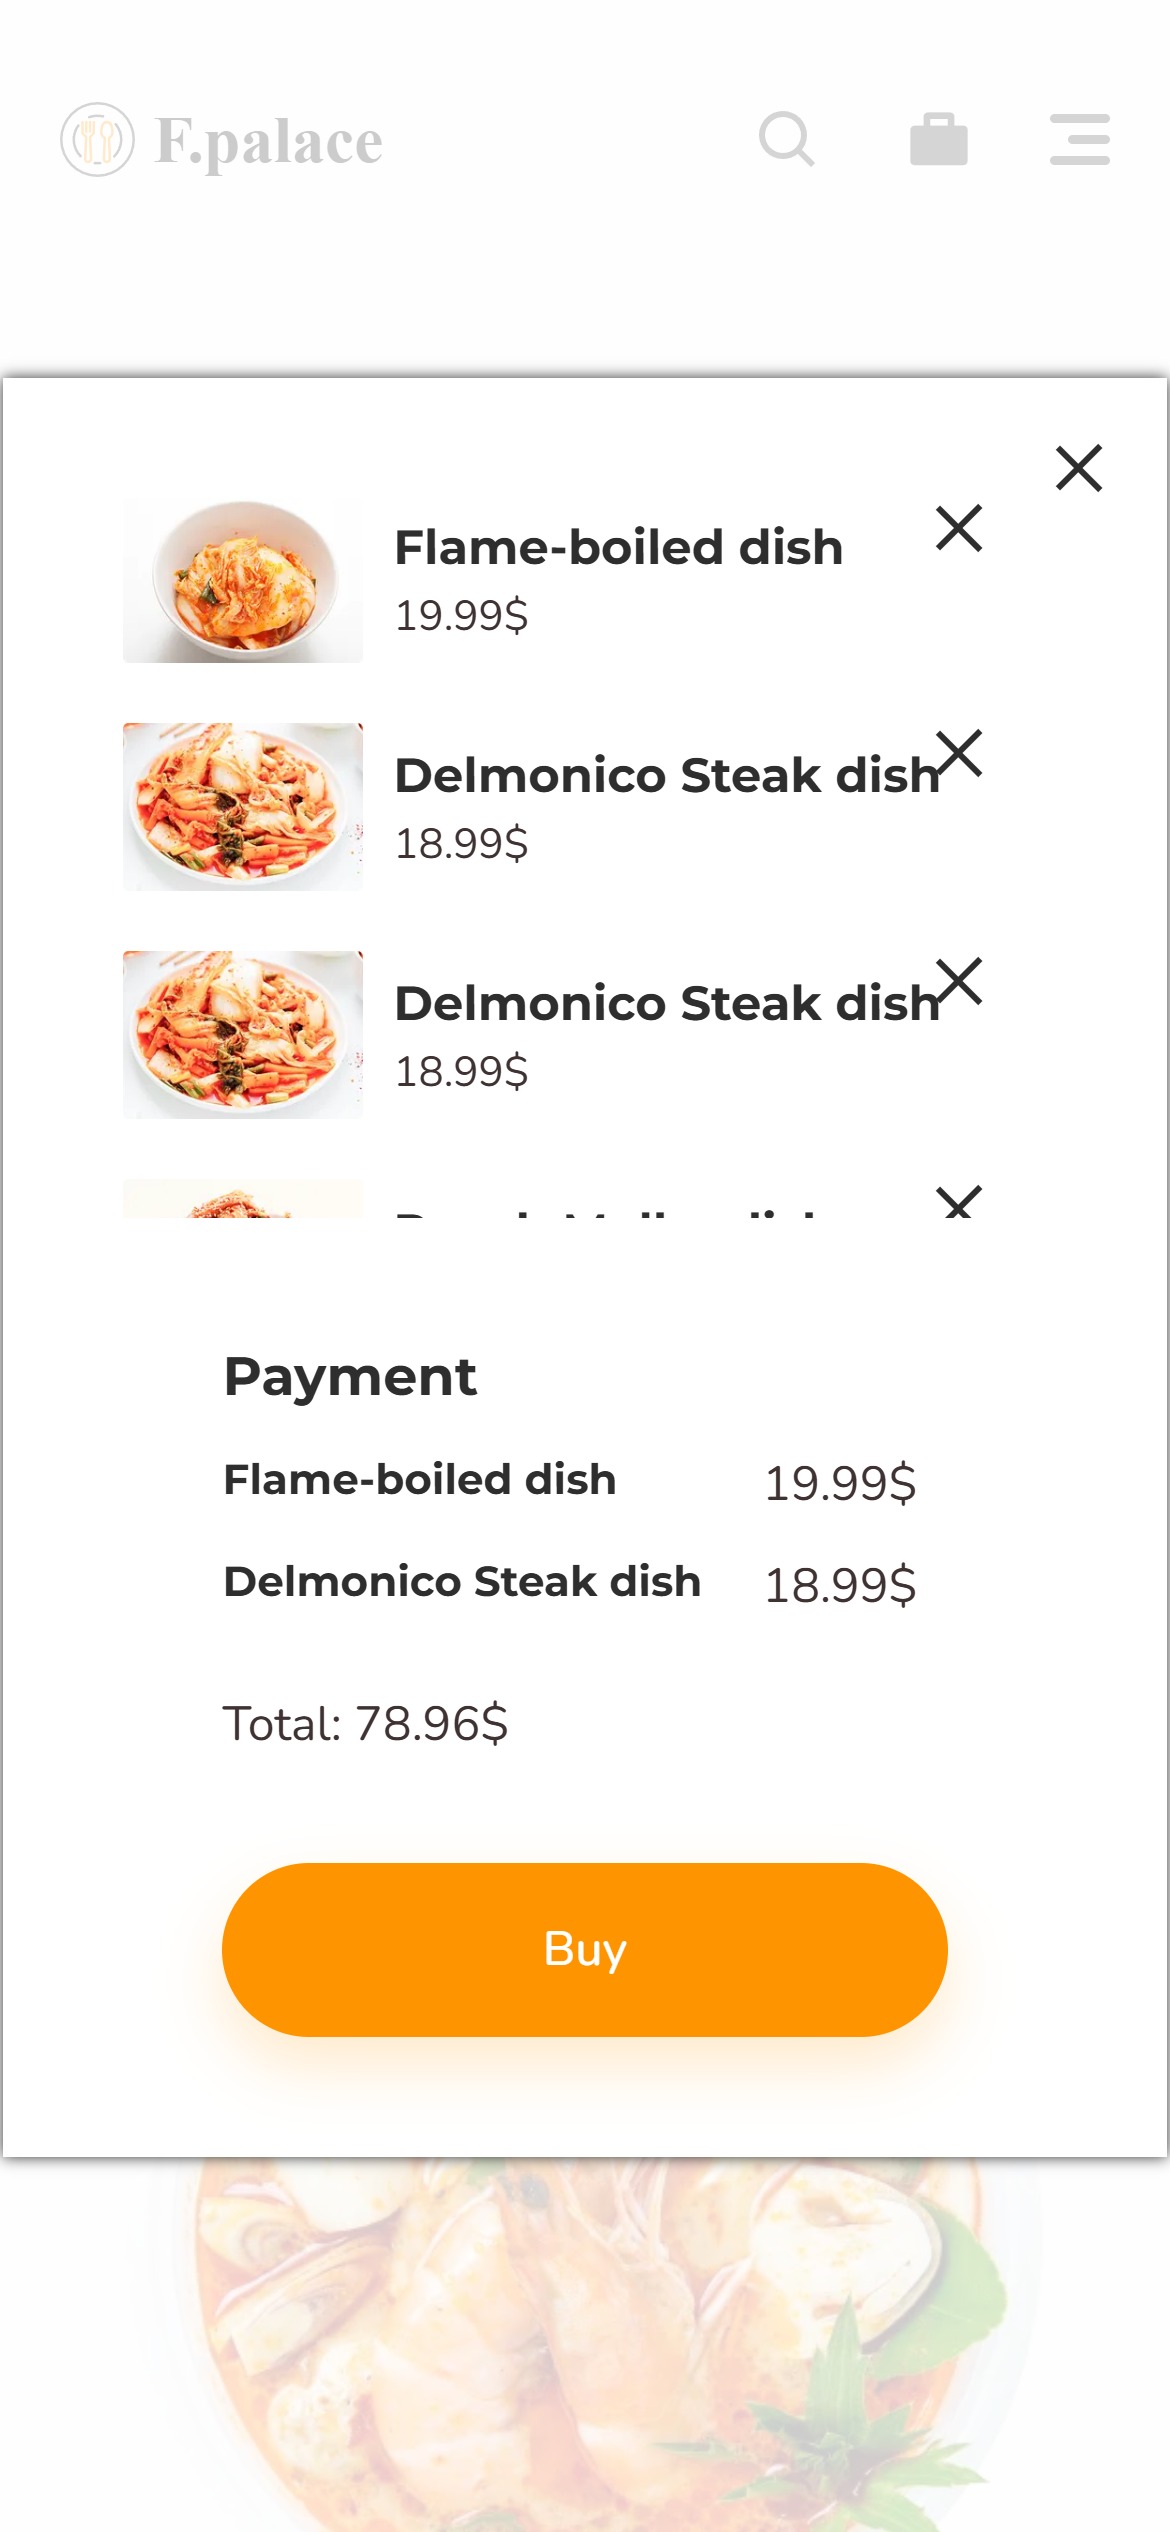 F.palace
Flame-boiled dish
19.99$
Delmonico Steak dish
18.99$
Delmonico Steak dish
18.99$
Payment
Flame-boiled dish 19.99$
Delmonico Steak dish 18.99$
Total: 78.96$
Buy